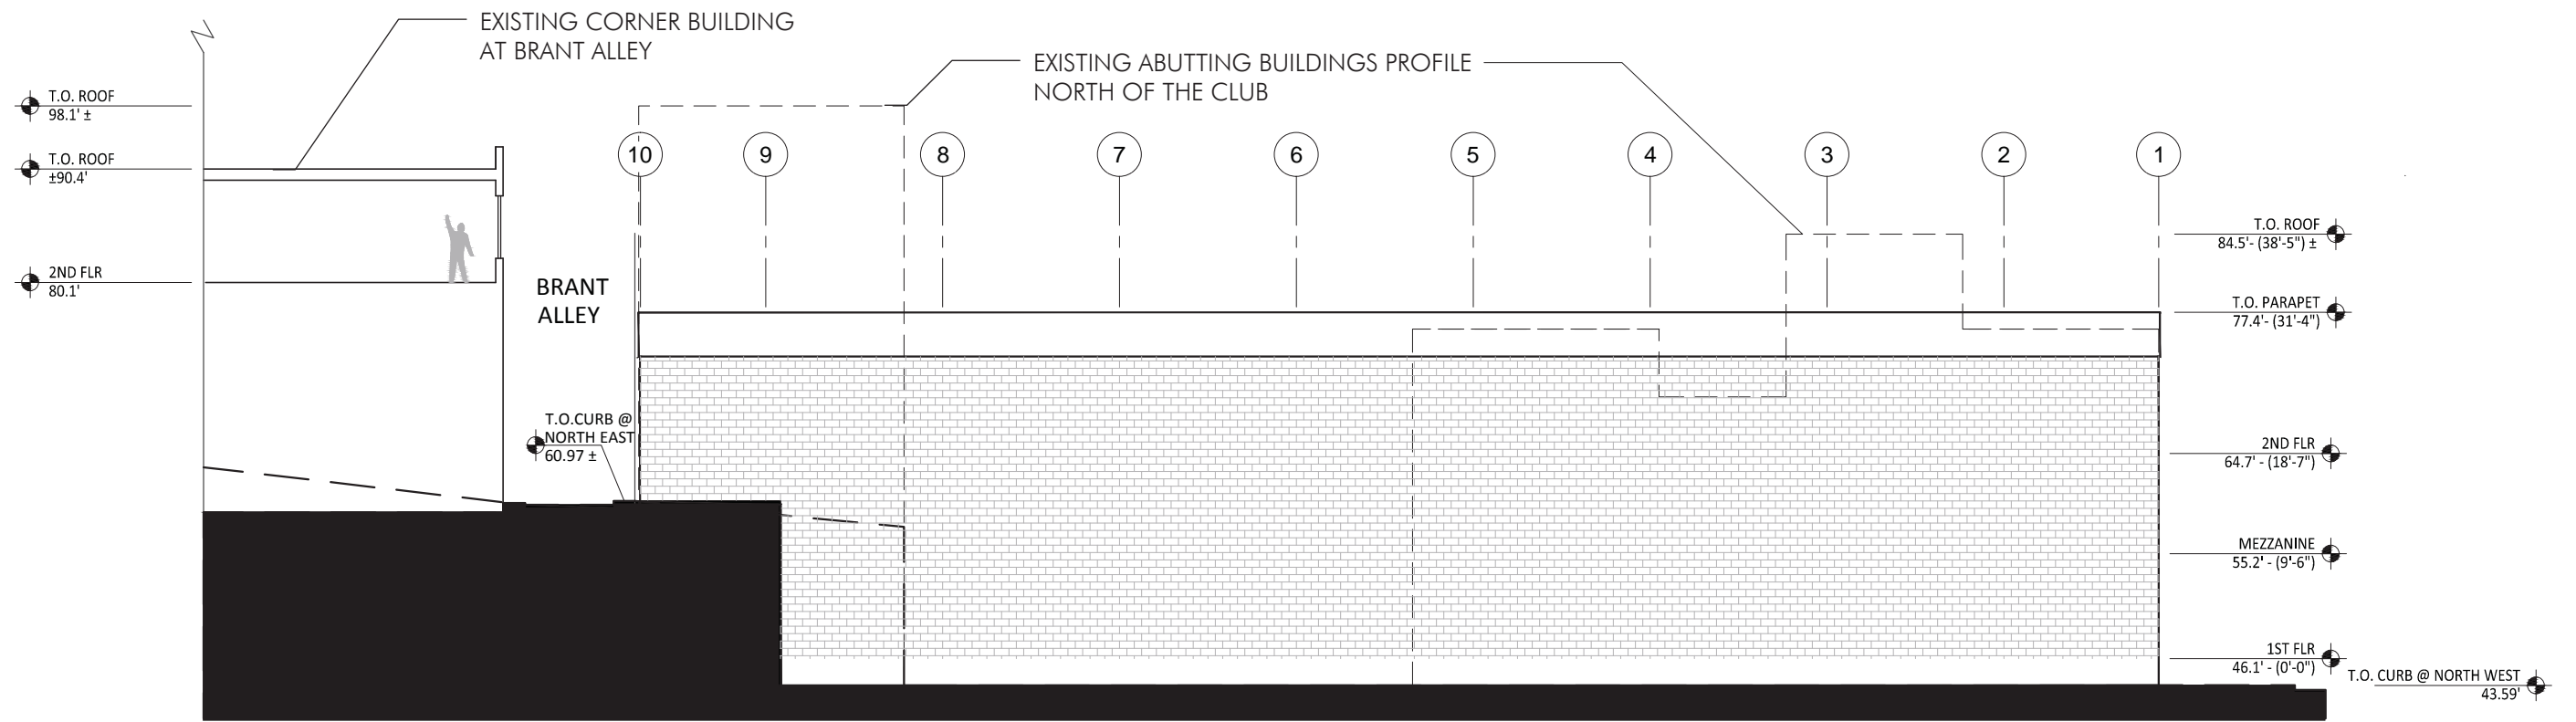 EXISTING CORNER BUILDING
AT BRANT ALLEY
EXISTING ABUTTING BUILDINGS PROFILE
NORTH OF THE CLUB
T.O. ROOF
98.1' ±
T.O. ROOF
±90.4'
2ND FLR
80.1'
10
9
8
7
6
5
4
3
2
1
BRANT
ALLEY
T.O.CURB @
NORTH EAST
60.97 ±
T.O. ROOF
84.5'- (38'-5") ±
T.O. PARAPET
77.4'- (31'-4")
2ND FLR
64.7' - (18'-7")
MEZZANINE
55.2' - (9'-6")
1ST FLR
46.1' - (0'-0")
T.O. CURB @ NORTH WEST
43.59'